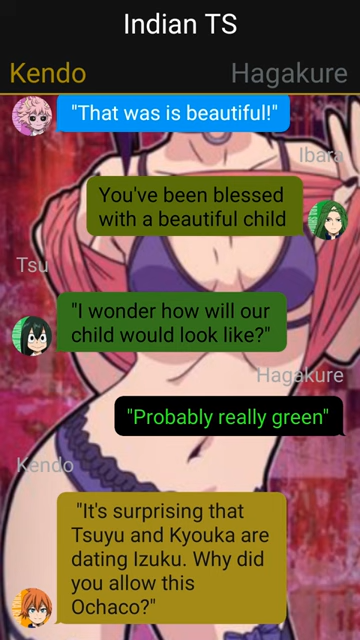 Indian TS
Kendo
Hagakure
"That was is beautiful!"
Ibara
You've been blessed
with a beautiful child
Tsu
"I wonder how will our
child would look like?"
Hagakure
"Probably really green"
Kendo
"It's surprising that
Tsuyu and Kyouka are
dating Izuku. Why did
you allow this
Ochaco?"